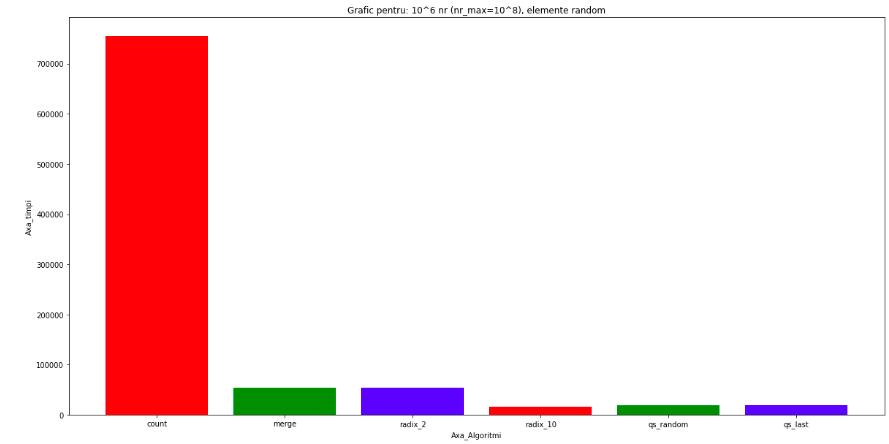 Grafic pentru: 10^6 nr (nr_max=10^8), elemente random
700000
600000
500000
400000
300000
200000
100000
0
Axa_timpi
count merge radix_2 radix_10 qs_random qs_last
Axa_Algoritmi